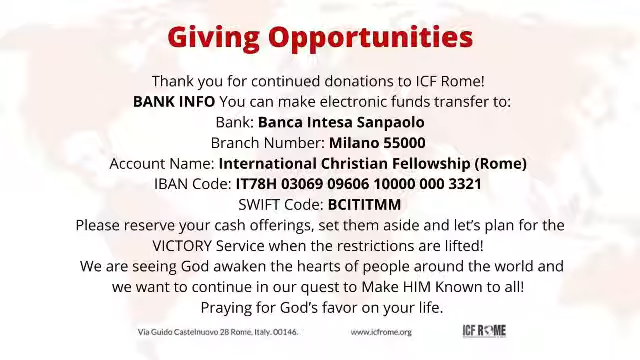 Giving Opportunities
Thank you for continued donations to ICF Rome!
BANK INFO You can make electronic funds transfer to:
Bank: Banca Intesa Sanpaolo
Branch Number: Milano 55000
Account Name: International Christian Fellowship (Rome)
IBAN Code: IT78H 03069 09606 10000 000 3321
SWIFT Code: BCITITMM
Please reserve your cash offerings, set them aside and let’s plan for the
VICTORY Service when the restrictions are lifted!
We are seeing God awaken the hearts of people around the world and
we want to continue in our quest to Make HIM Known to all!
Praying for God’s favor on your life.
Via Guido Castelnuovo 28 Rome, Italy. 00146. www.icfrome.org ICF ROME